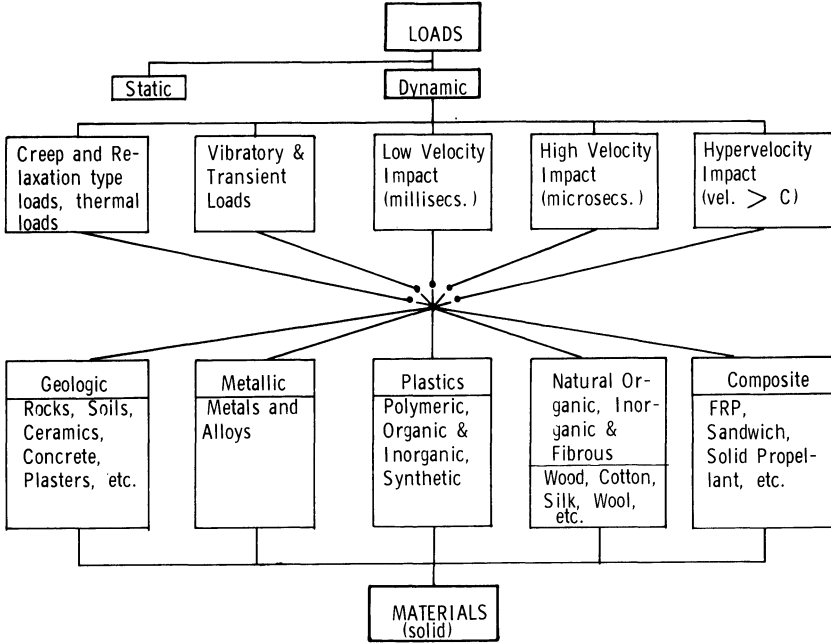 LOADS
Static
Dynamic
Creep and Re-
laxation type
loads, thermal
loads
Vibratory &
Transient
Loads
Low Velocity
Impact
(millisecs.)
High Velocity
Impact
(microsecs.)
Hypervelocity
Impact
(vel. > C)
Geologic
Rocks, Soils,
Ceramics,
Concrete,
Plasters, etc.
Metallic
Metals and
Alloys
Plastics
Polymeric,
Organic &
Inorganic,
Synthetic
Natural Or-
ganic, Inor-
ganic &
Fibrous
Wood, Cotton,
Silk, Wool,
etc.
Composite
FRP,
Sandwich,
Solid Propel-
lant, etc.
MATERIALS
(solid)